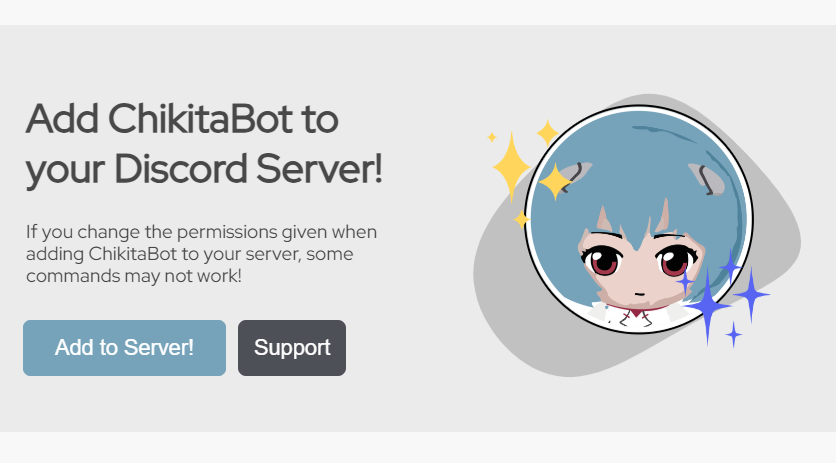 Add ChikitaBot to
your Discord Server!
If you change the permissions given when
adding ChikitaBot to your server, some
commands may not work!
Add to Server!
Support